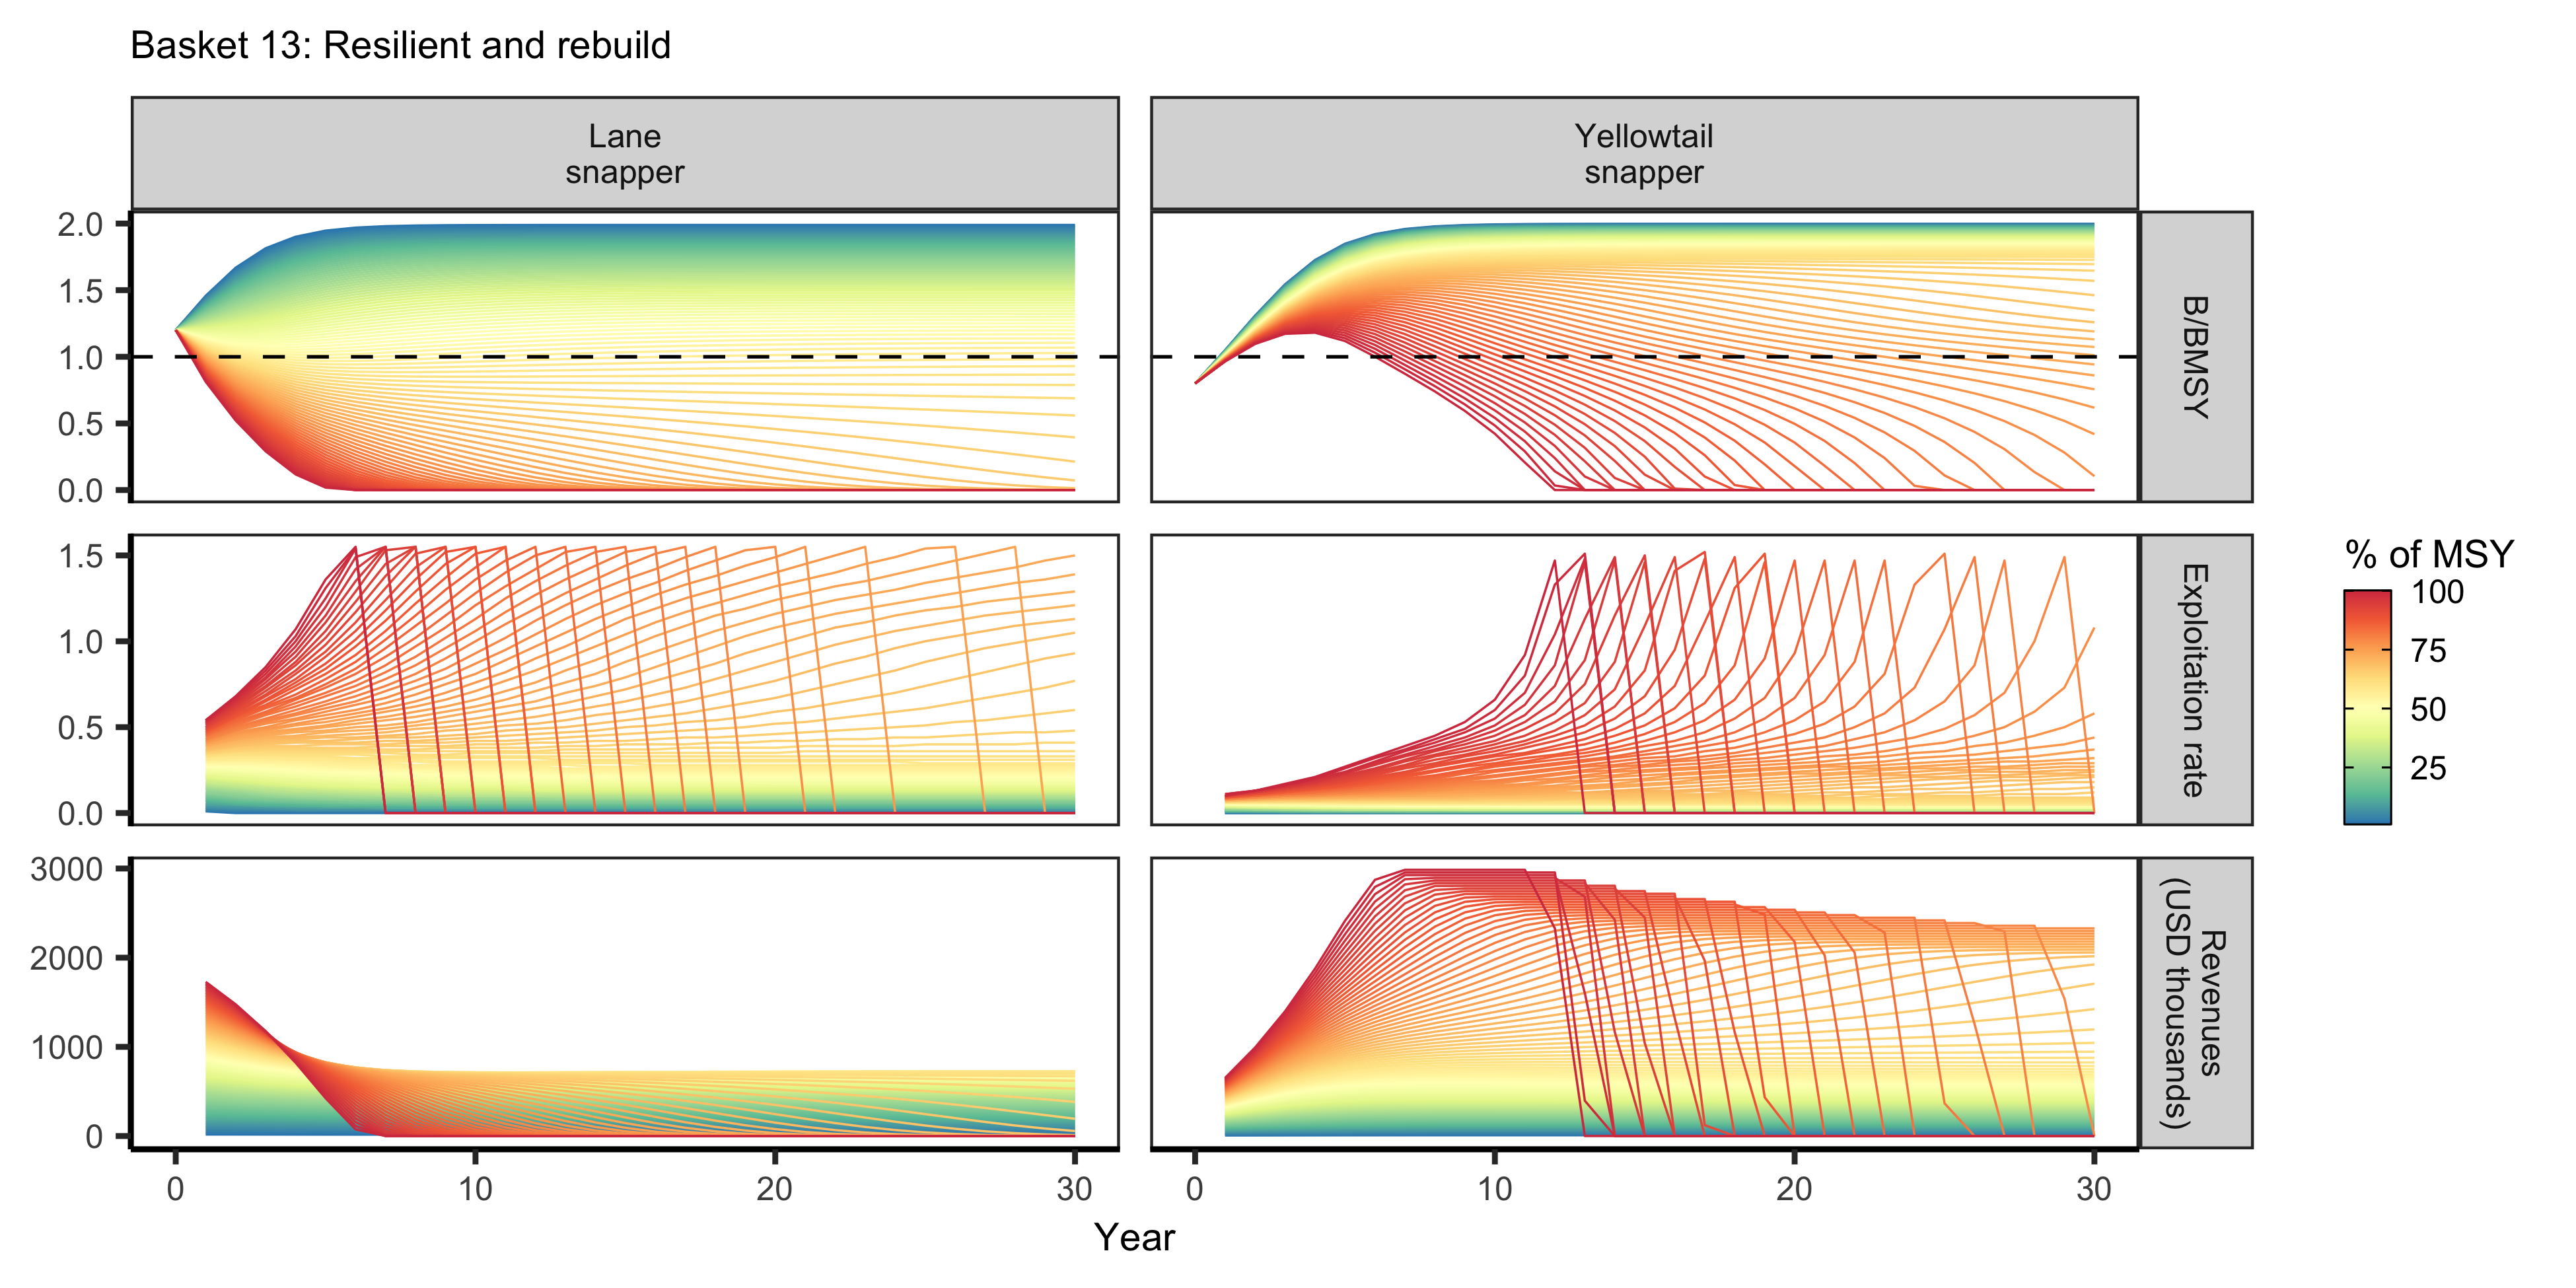 Basket 13: Resilient and rebuild
Lane
snapper
Yellowtail
snapper
2.0
1.5
1.0
0.5
0.0
B/BMSY
1.5
1.0
0.5
0.0
Exploitation rate
3000
2000
1000
0
Revenues
(USD thousands)
0
10
20
30
0
10
20
30
Year
% of MSY
100
75
50
25